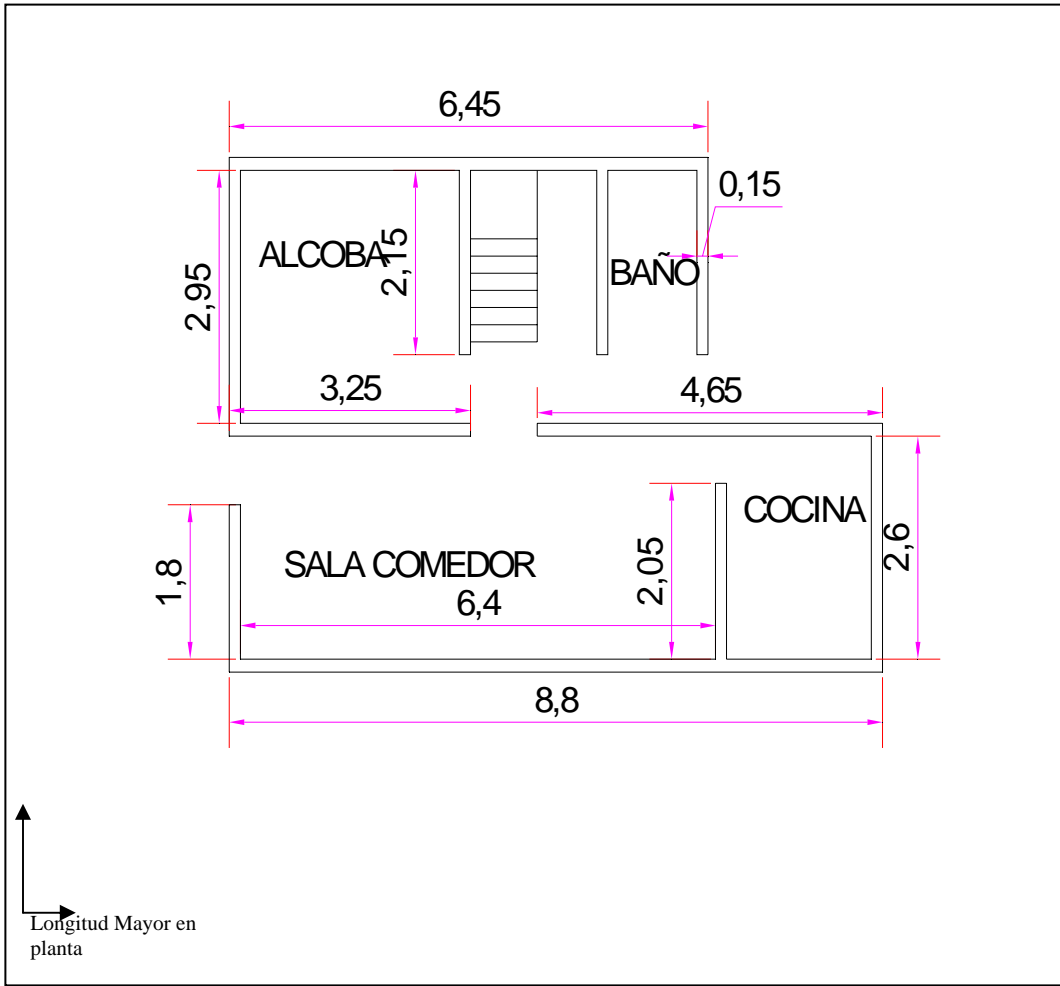 6,45
0,15
ALCOBA
2,15
BAÑO
2,95
3,25
4,65
COCINA
SALA COMEDOR
1,8
6,4
2,05
2,6
8,8
Longitud Mayor en
planta